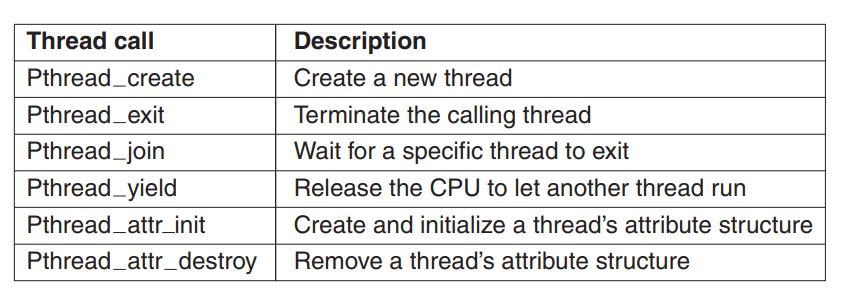 Thread call Description
Pthread_create Create a new thread
Pthread_exit Terminate the calling thread
Pthread_join Wait for a specific thread to exit
Pthread_yield Release the CPU to let another thread run
Pthread_attr_init Create and initialize a thread’s attribute structure
Pthread_attr_destroy Remove a thread’s attribute structure